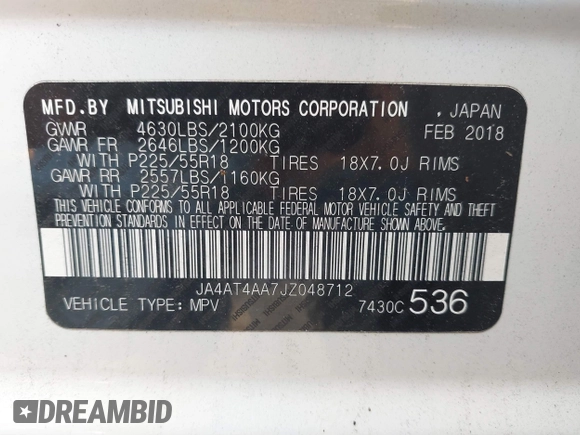 MFD.BY MITSUBISHI MOTORS CORPORATION , JAPAN
GVWR 4630LBS/2100KG FEB 2018
GAWR FR 2646LBS/1200KG
WITH P225/55R18 TIRES 18X7.0J RIMS
GAWR RR 2557LBS/1160KG
WITH P225/55R18 TIRES 18X7.0J RIMS
THIS VEHICLE CONFORMS TO ALL APPLICABLE FEDERAL MOTOR VEHICLE SAFETY AND THEFT
PREVENTION STANDARDS IN EFFECT ON THE DATE OF MANUFACTURE SHOWN ABOVE.
JA4AT4AA7JZ048712
VEHICLE TYPE: MPV 7430C 536
DREAMBID